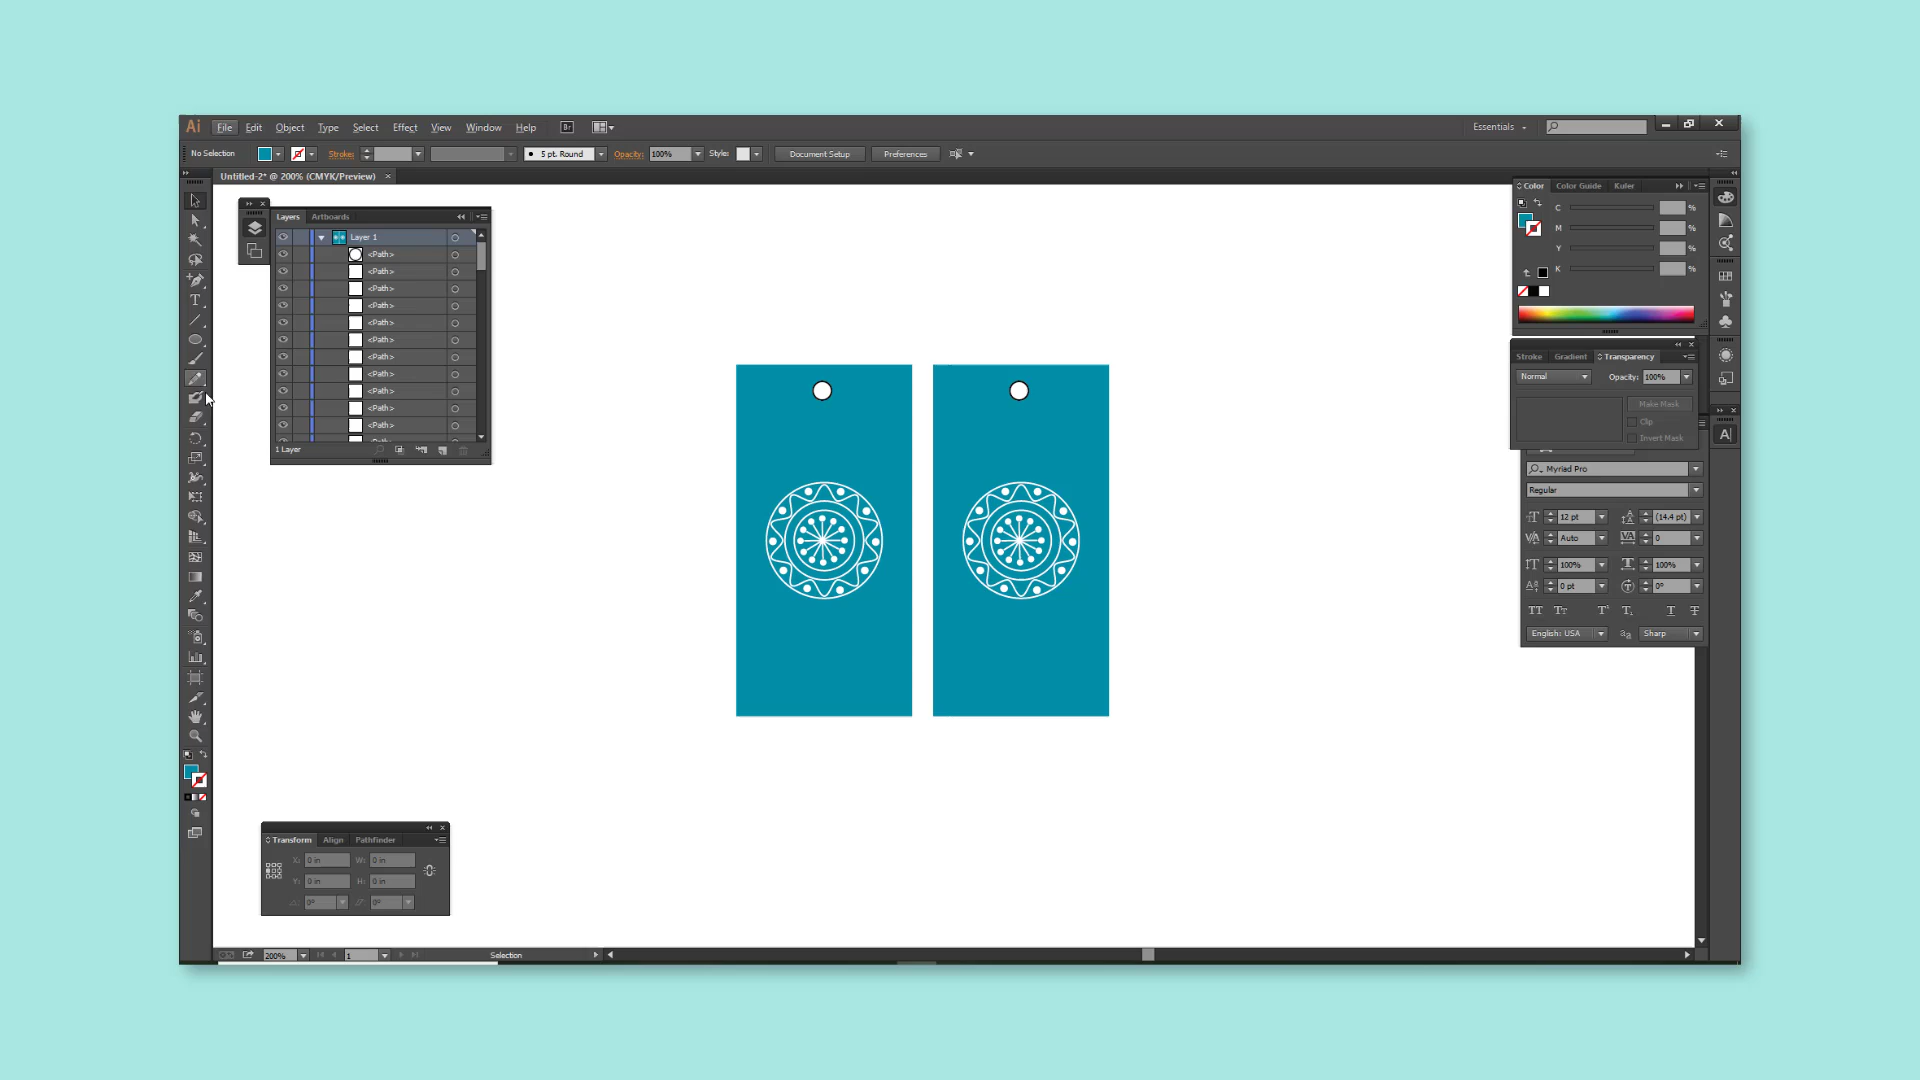 Ai File Edit Object Type Select Effect View Window Help Br Essentials
No Selection Stroke: 5 pt. Round Opacity: 100% Style: Document Setup Preferences
Untitled-2* @ 200% (CMYK/Preview) ×
Layers Artboards
Layer 1
<Path>
<Path>
<Path>
<Path>
<Path>
<Path>
<Path>
<Path>
<Path>
<Path>
<Path>
1 Layer
Color Color Guide Kuler
C %
M %
Y %
K %
Stroke Gradient Transparency
Normal Opacity: 100%
Make Mask
Clip
Invert Mask
Myriad Pro
Regular
12 pt (14.4 pt)
Auto 0
100% 100%
0 pt 0°
English: USA Sharp
Transform Align Pathfinder
X: 0 in W: 0 in
Y: 0 in H: 0 in
0° 0°
200% 1 Selection